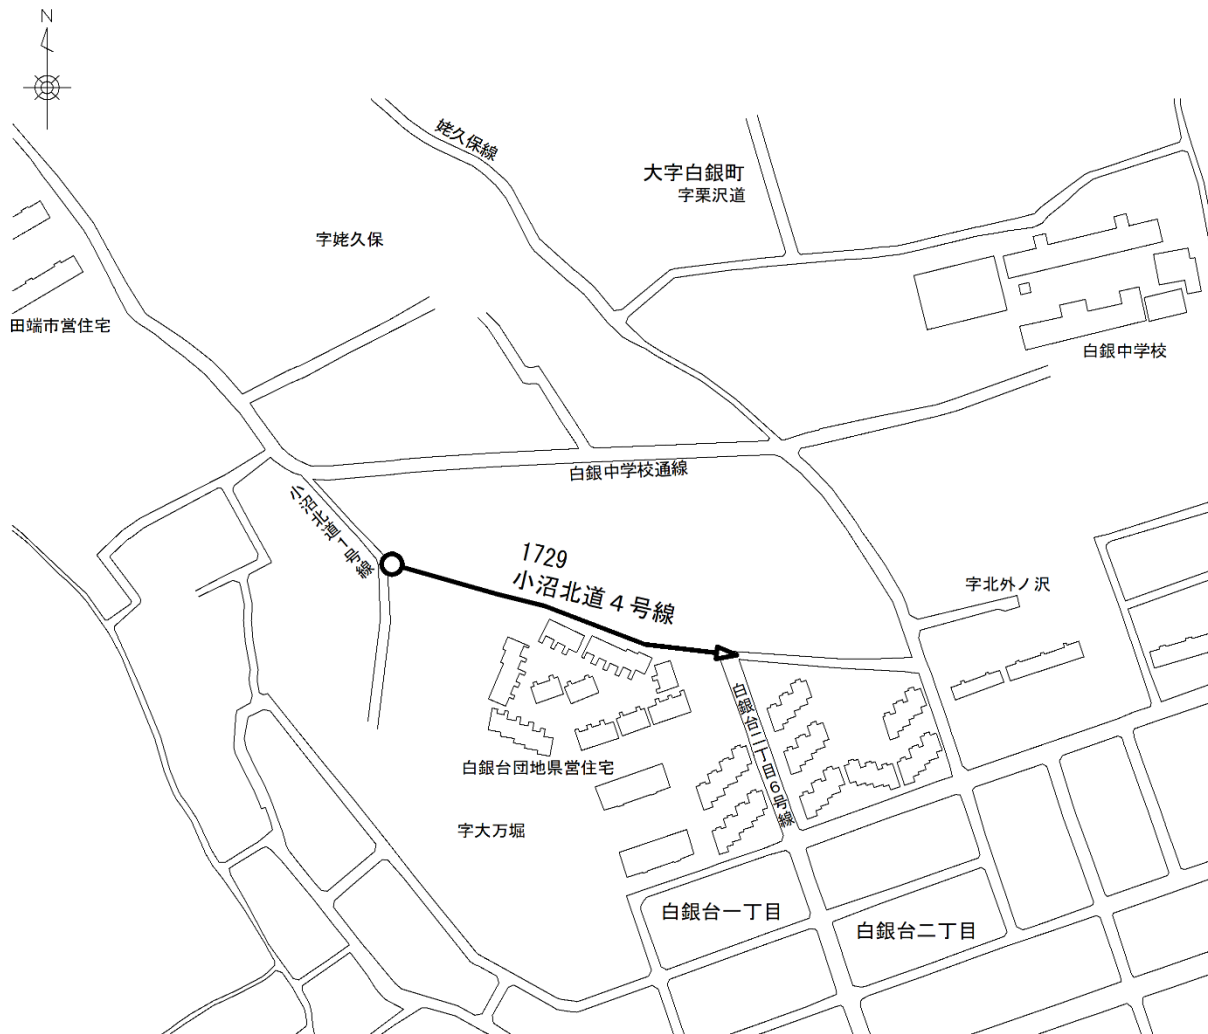 N
姥久保線
大字白銀町
字栗沢道
字姥久保
田端市営住宅
白銀中学校
白銀中学校通線
小沼北道1号線
1729
小沼北道4号線
字北外ノ沢
白銀台二丁目6号線
白銀台団地県営住宅
字大万堀
白銀台一丁目
白銀台二丁目